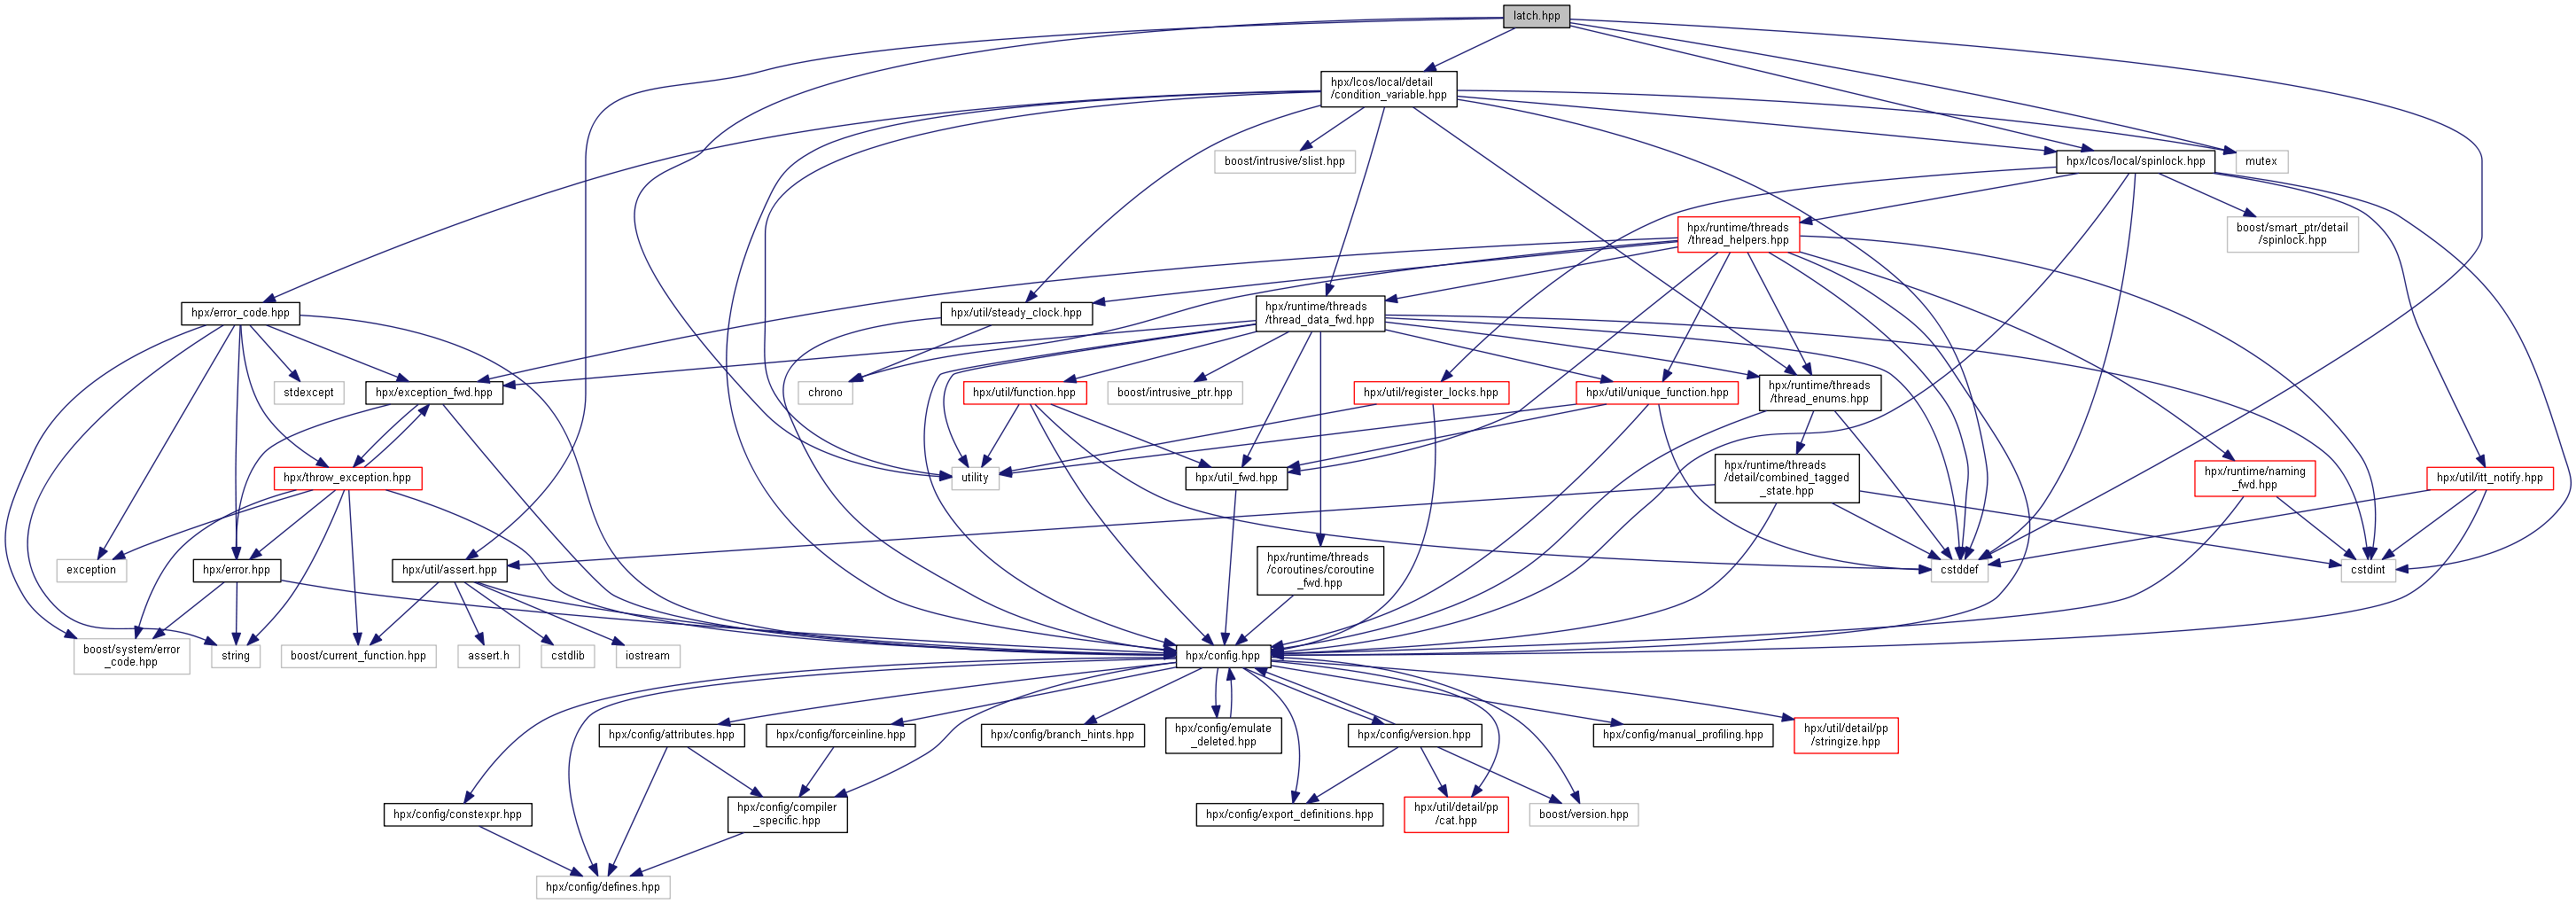 latch.hpp
hpx/lcos/local/detail
/condition_variable.hpp
boost/intrusive/slist.hpp
hpx/lcos/local/spinlock.hpp
mutex
hpx/runtime/threads
/thread_helpers.hpp
boost/smart_ptr/detail
/spinlock.hpp
hpx/error_code.hpp
hpx/util/steady_clock.hpp
hpx/runtime/threads
/thread_data_fwd.hpp
stdexcept
hpx/exception_fwd.hpp
chrono
hpx/util/function.hpp
boost/intrusive_ptr.hpp
hpx/util/register_locks.hpp
hpx/util/unique_function.hpp
hpx/runtime/threads
/thread_enums.hpp
hpx/throw_exception.hpp
utility
hpx/util_fwd.hpp
hpx/runtime/threads
/detail/combined_tagged
_state.hpp
hpx/runtime/naming
_fwd.hpp
hpx/util/itt_notify.hpp
exception
hpx/error.hpp
hpx/util/assert.hpp
hpx/runtime/threads
/coroutines/coroutine
_fwd.hpp
cstddef
cstdint
boost/system/error
_code.hpp
string
boost/current_function.hpp
assert.h
cstdlib
iostream
hpx/config.hpp
hpx/config/attributes.hpp
hpx/config/forceinline.hpp
hpx/config/branch_hints.hpp
hpx/config/emulate
_deleted.hpp
hpx/config/version.hpp
hpx/config/manual_profiling.hpp
hpx/util/detail/pp
/stringize.hpp
hpx/config/constexpr.hpp
hpx/config/compiler
_specific.hpp
hpx/config/export_definitions.hpp
hpx/util/detail/pp
/cat.hpp
boost/version.hpp
hpx/config/defines.hpp